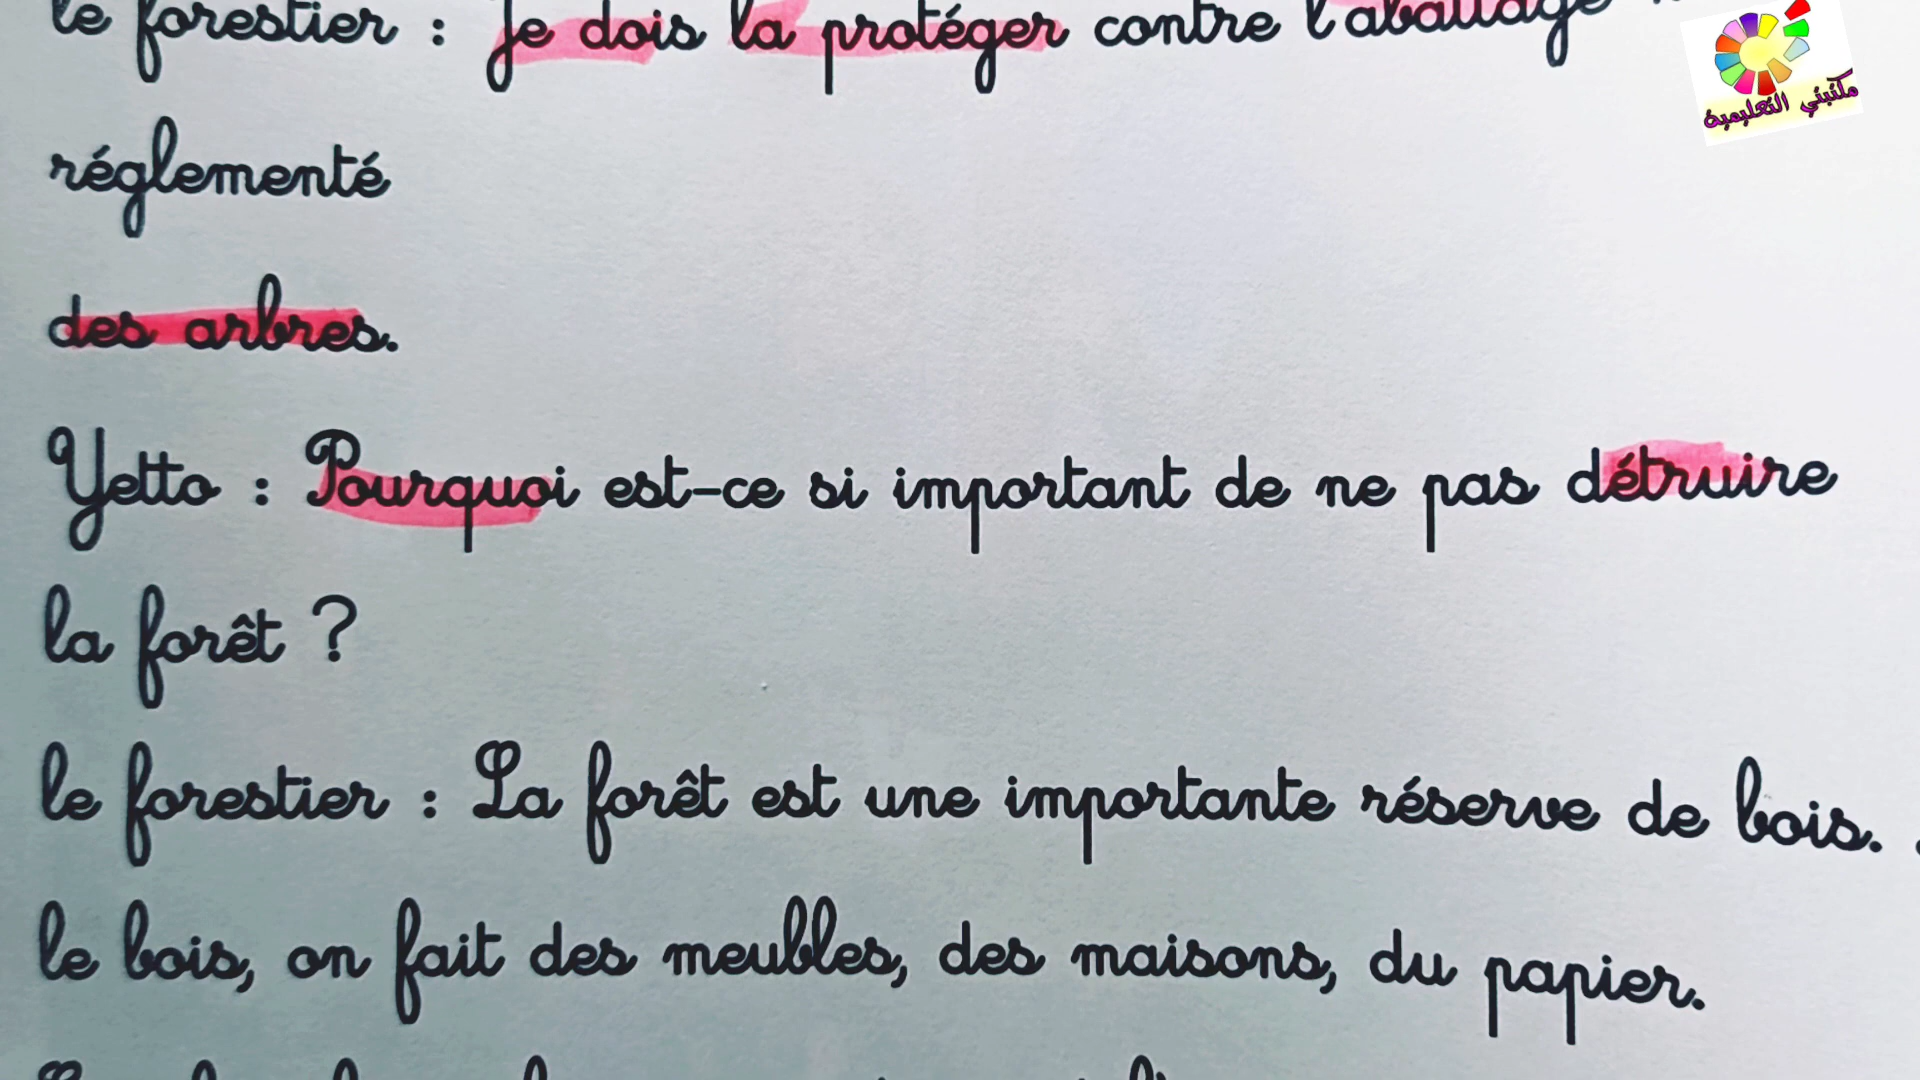 le forestier : Je dois la protéger contre l'abattage
مكتبتي التعليمية
réglementé
des arbres.
Yetto : Pourquoi est-ce si important de ne pas détruire
la forêt ?
le forestier : La forêt est une importante réserve de bois.
le bois, on fait des meubles, des maisons, du papier.